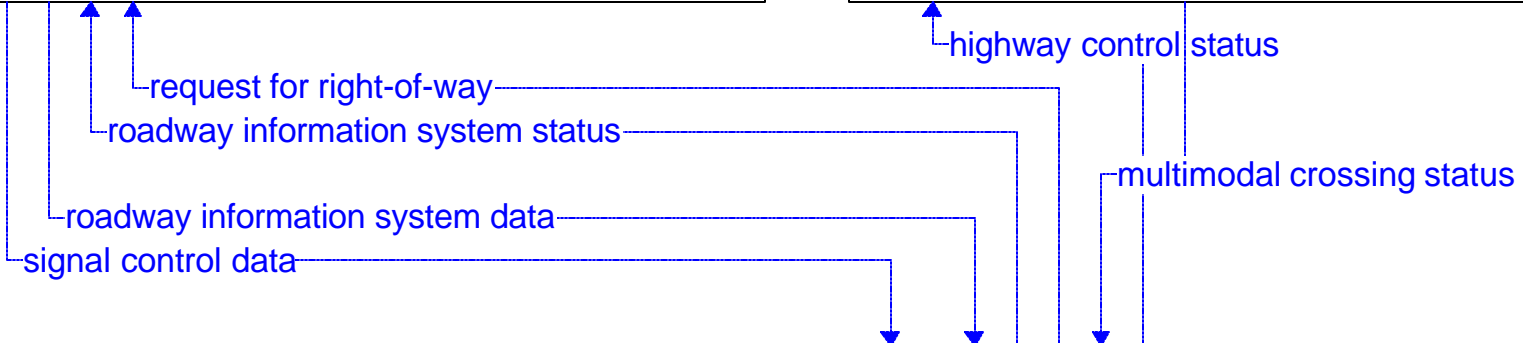 highway control status
request for right-of-way
roadway information system status
multimodal crossing status
roadway information system data
signal control data